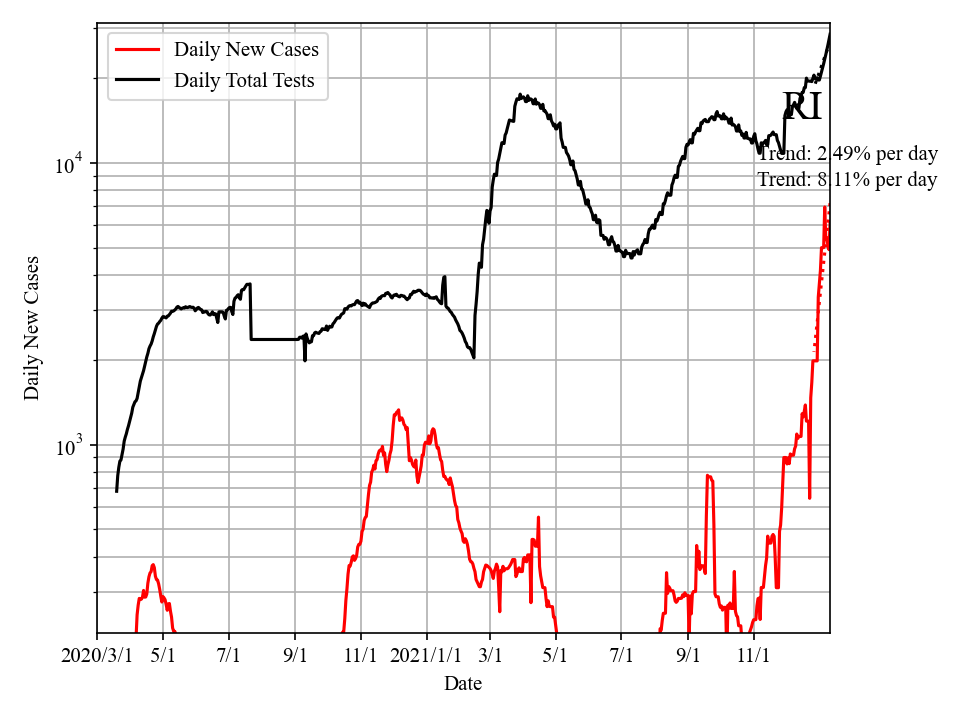 Daily New Cases
Daily Total Tests
RI
Trend: 2.49% per day
Trend: 8.11% per day
10^4
10^3
Daily New Cases
2020/3/1 5/1 7/1 9/1 11/1 2021/1/1 3/1 5/1 7/1 9/1 11/1
Date